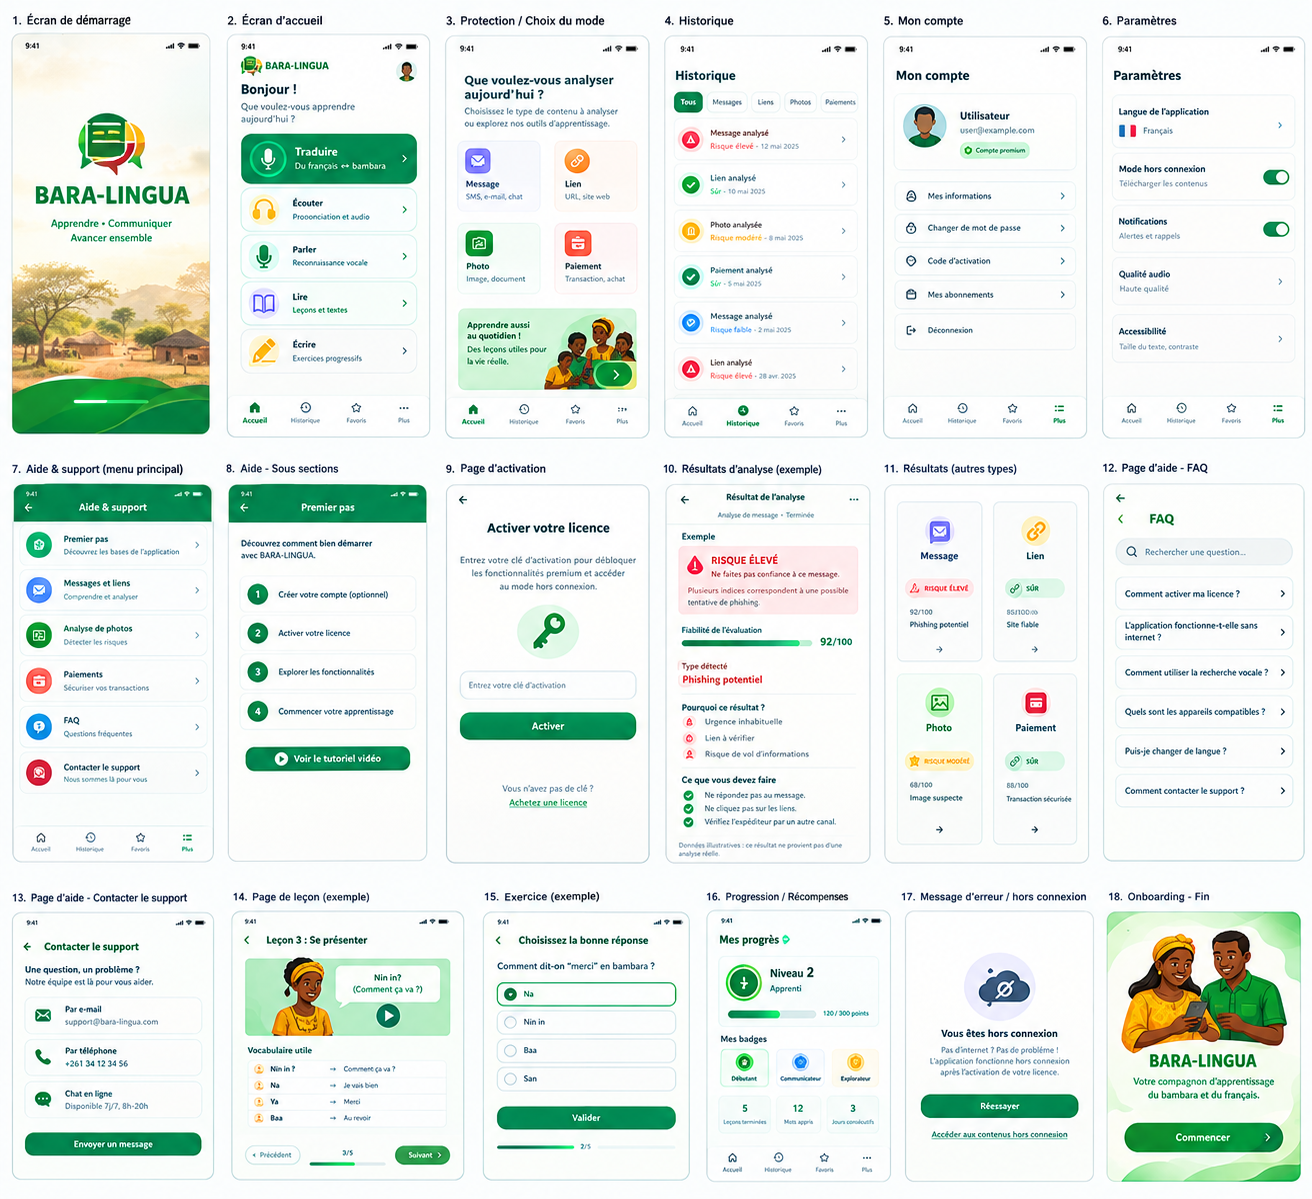 1. Écran de démarrage
9:41
BARA-LINGUA
Apprendre • Communiquer
Avancer ensemble
2. Écran d'accueil
9:41
BARA-LINGUA
Bonjour !
Que voulez-vous apprendre
aujourd'hui ?
Traduire
Du français ↔ bambara
Écouter
Prononciation et audio
Parler
Reconnaissance vocale
Lire
Leçons et textes
Écrire
Exercices progressifs
Accueil
Historique
Favoris
Plus
3. Protection / Choix du mode
9:41
Que voulez-vous analyser
aujourd'hui ?
Choisissez le type de contenu à analyser
ou explorez nos outils d'apprentissage.
Message
SMS, e-mail, chat
Lien
URL, site web
Photo
Image, document
Paiement
Transaction, achat
Apprendre aussi
au quotidien !
Des leçons utiles pour
la vie réelle.
Accueil
Historique
Favoris
Plus
4. Historique
9:41
Historique
Tous
Messages
Liens
Photos
Paiements
Message analysé
Risque élevé - 12 mai 2025
Lien analysé
Sûr - 10 mai 2025
Photo analysée
Risque modéré - 8 mai 2025
Paiement analysé
Sûr - 5 mai 2025
Message analysé
Risque faible - 2 mai 2025
Lien analysé
Risque élevé - 28 avr. 2025
Accueil
Historique
Favoris
Plus
5. Mon compte
9:41
Mon compte
Utilisateur
user@example.com
Compte premium
Mes informations
Changer de mot de passe
Code d'activation
Mes abonnements
Déconnexion
Accueil
Historique
Favoris
Plus
6. Paramètres
9:41
Paramètres
Langue de l'application
Français
Mode hors connexion
Télécharger les contenus
Notifications
Alertes et rappels
Qualité audio
Haute qualité
Accessibilité
Taille du texte, contraste
Accueil
Historique
Favoris
Plus
7. Aide & support (menu principal)
9:41
Aide & support
Premier pas
Découvrez les bases de l'application
Messages et liens
Comprendre et analyser
Analyse de photos
Détecter les risques
Paiements
Sécuriser vos transactions
FAQ
Questions fréquentes
Contacter le support
Nous sommes là pour vous
Accueil
Historique
Favoris
Plus
8. Aide - Sous sections
9:41
Premier pas
Découvrez comment bien démarrer
avec BARA-LINGUA.
1 Créer votre compte (optionnel)
2 Activer votre licence
3 Explorer les fonctionnalités
4 Commencer votre apprentissage
Voir le tutoriel vidéo
9. Page d'activation
Activer votre licence
Entrez votre clé d'activation pour débloquer
les fonctionnalités premium et accéder
au mode hors connexion.
Entrez votre clé d'activation
Activer
Vous n'avez pas de clé ?
Achetez une licence
10. Résultats d'analyse (exemple)
Résultat de l'analyse
Analyse de message • Terminée
Exemple
RISQUE ÉLEVÉ
Ne faites pas confiance à ce message.
Plusieurs indices correspondent à une possible
tentative de phishing.
Fiabilité de l'évaluation
92/100
Type détecté
Phishing potentiel
Pourquoi ce résultat ?
Urgence inhabituelle
Lien à vérifier
Risque de vol d'informations
Ce que vous devez faire
Ne répondez pas au message.
Ne cliquez pas sur les liens.
Vérifiez l'expéditeur par un autre canal.
Données illustratives : ce résultat ne provient pas d'une
analyse réelle.
11. Résultats (autres types)
Message
RISQUE ÉLEVÉ
92/100
Phishing potentiel
Lien
SÛR
Site fiable
Photo
RISQUE MODÉRÉ
68/100
Image suspecte
Paiement
SÛR
88/100
Transaction sécurisée
12. Page d'aide - FAQ
FAQ
Rechercher une question...
Comment activer ma licence ?
L'application fonctionne-t-elle sans
internet ?
Comment utiliser la recherche vocale ?
Quels sont les appareils compatibles ?
Puis-je changer de langue ?
Comment contacter le support ?
13. Page d'aide - Contacter le support
9:41
Contacter le support
Une question, un problème ?
Notre équipe est là pour vous aider.
Par e-mail
support@bara-lingua.com
Par téléphone
+261 34 12 34 56
Chat en ligne
Disponible 7j/7, 8h-20h
Envoyer un message
14. Page de leçon (exemple)
9:41
Leçon 3 : Se présenter
Nin in?
(Comment ça va ?)
Vocabulaire utile
Nin in ? → Comment ça va ?
Na → Je vais bien
Ya → Merci
Baa → Au revoir
Précédent
3/5
Suivant
15. Exercice (exemple)
9:41
Choisissez la bonne réponse
Comment dit-on "merci" en bambara ?
Na
Nin in
Baa
San
Valider
2/5
16. Progression / Récompenses
9:41
Mes progrès
Niveau 2
Apprenti
120 / 300 points
Mes badges
Débutant
Communicateur
Explorateur
5
Leçons terminées
12
Mots appris
3
Jours consécutifs
Accueil
Historique
Favoris
Plus
17. Message d'erreur / hors connexion
Vous êtes hors connexion
Pas d'internet ? Pas de problème !
L'application fonctionne hors connexion
après l'activation de votre licence.
Réessayer
Accéder aux contenus hors connexion
18. Onboarding - Fin
BARA-LINGUA
Votre compagnon d'apprentissage
du bambara et du français.
Commencer